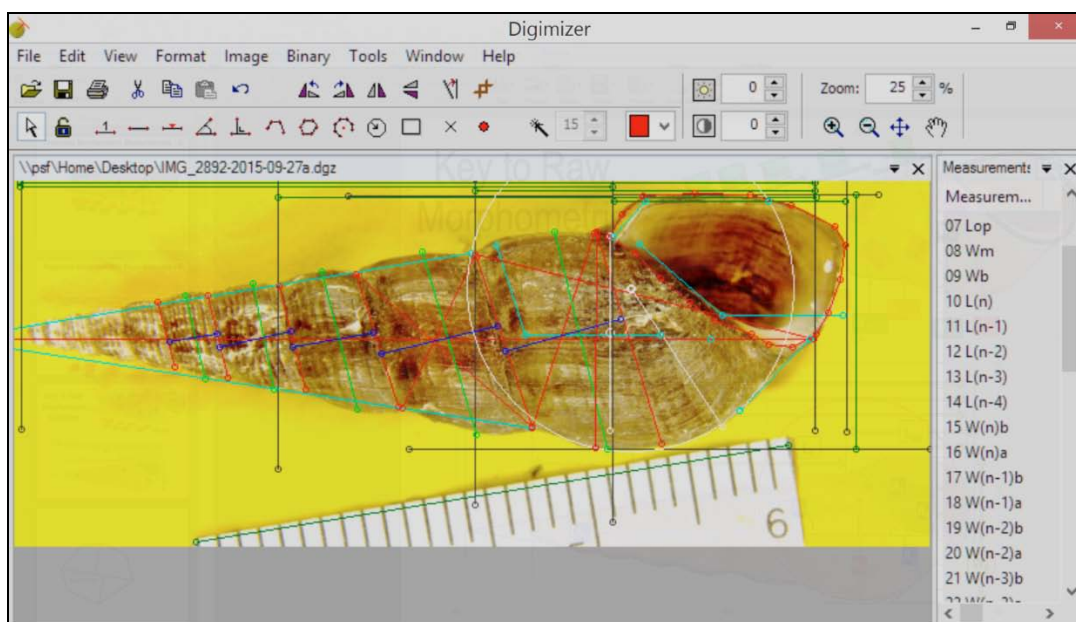 Digimizer
File Edit View Format Image Binary Tools Window Help
0 Zoom: 25 %
15 0
\\psf\Home\Desktop\IMG_2892-2015-09-27a.dgz
Measurements
Key to Raw
Measurem...
07 Lop
08 Wm
09 Wb
10 L(n)
11 L(n-1)
12 L(n-2)
13 L(n-3)
14 L(n-4)
15 W(n)b
16 W(n)a
17 W(n-1)b
18 W(n-1)a
19 W(n-2)b
20 W(n-2)a
21 W(n-3)b
6